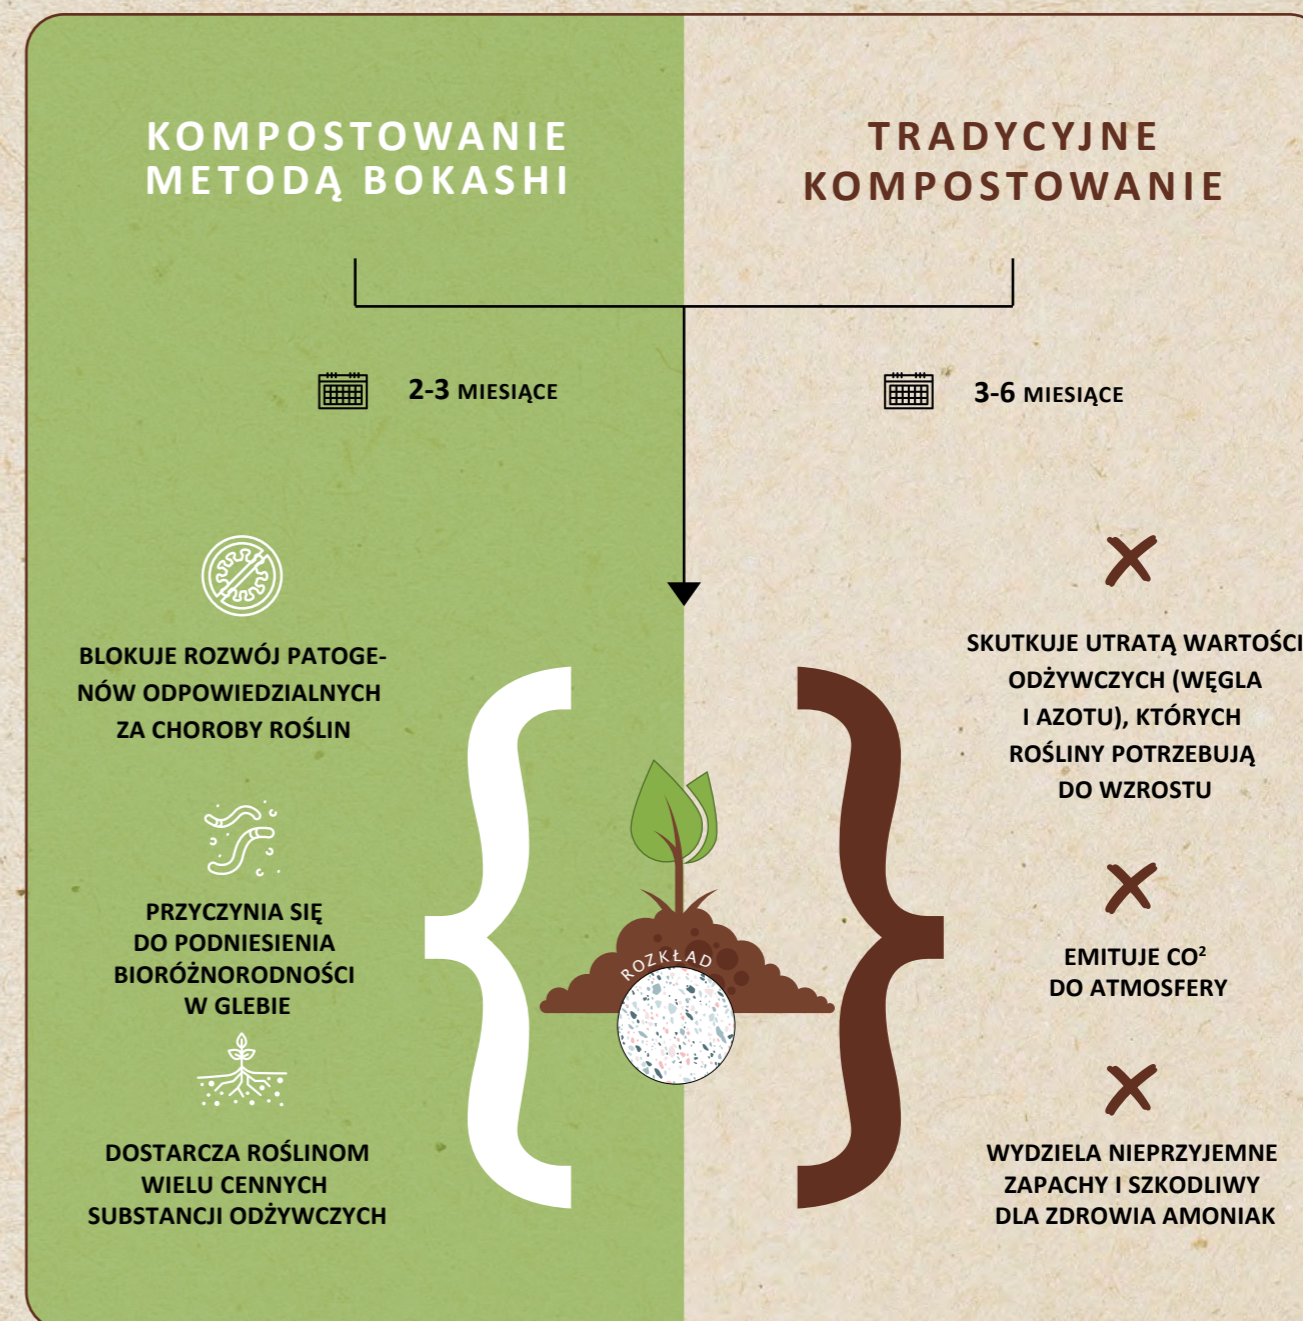 KOMPOSTOWANIE
METODĄ BOKASHI
TRADYCYJNE
KOMPOSTOWANIE
2-3 MIESIĄCE
3-6 MIESIĄCE
BLOKUJE ROZWÓJ PATOGE-
NÓW ODPOWIEDZIALNYCH
ZA CHOROBY ROŚLIN
PRZYCZYNIA SIĘ
DO PODNIESIENIA
BIORÓŻNORODNOŚCI
W GLEBIE
DOSTARCZA ROŚLINOM
WIELU CENNYCH
SUBSTANCJI ODŻYWCZYCH
ROZKŁAD
SKUTKUJE UTRATĄ WARTOŚCI
ODŻYWCZYCH (WĘGLA
I AZOTU), KTÓRYCH
ROŚLINY POTRZEBUJĄ
DO WZROSTU
EMITUJE CO²
DO ATMOSFERY
WYDZIELA NIEPRZYJEMNE
ZAPACHY I SZKODLIWY
DLA ZDROWIA AMONIAK